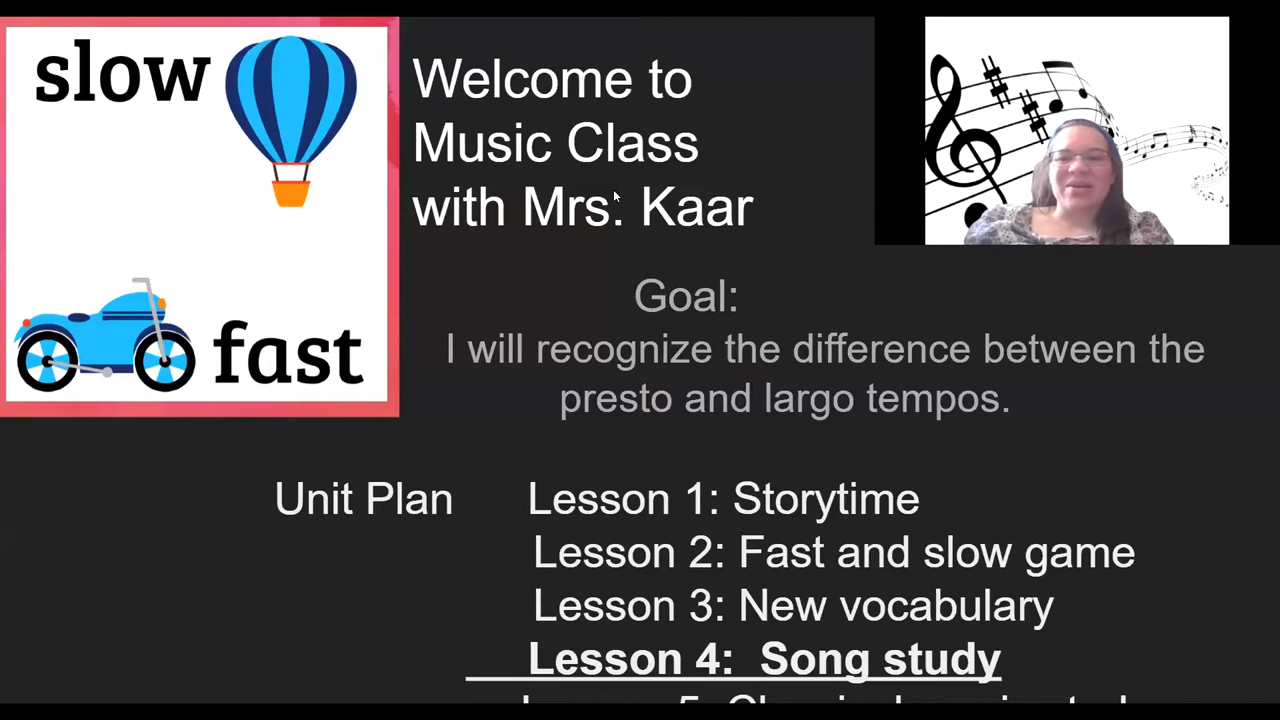 slow
fast
Welcome to
Music Class
with Mrs. Kaar
Goal:
I will recognize the difference between the
presto and largo tempos.
Unit Plan Lesson 1: Storytime
Lesson 2: Fast and slow game
Lesson 3: New vocabulary
Lesson 4: Song study